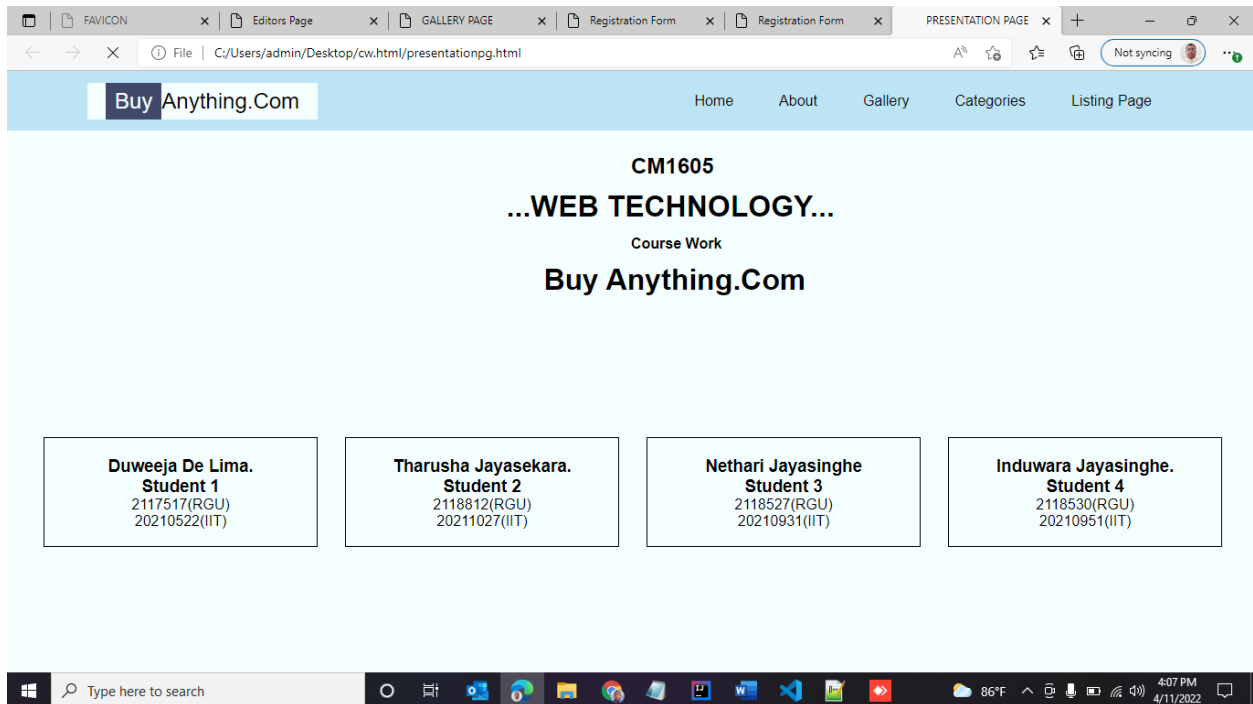 FAVICON
Editors Page
GALLERY PAGE
Registration Form
Registration Form
PRESENTATION PAGE
File | C:/Users/admin/Desktop/cw.html/presentationpg.html
Not syncing
Buy Anything.Com
Home About Gallery Categories Listing Page
CM1605
...WEB TECHNOLOGY...
Course Work
Buy Anything.Com
Duweeja De Lima.
Student 1
2117517(RGU)
20210522(IIT)
Tharusha Jayasekara.
Student 2
2118812(RGU)
20211027(IIT)
Nethari Jayasinghe
Student 3
2118527(RGU)
20210931(IIT)
Induwara Jayasinghe.
Student 4
2118530(RGU)
20210951(IIT)
Type here to search
86°F
4:07 PM
4/11/2022